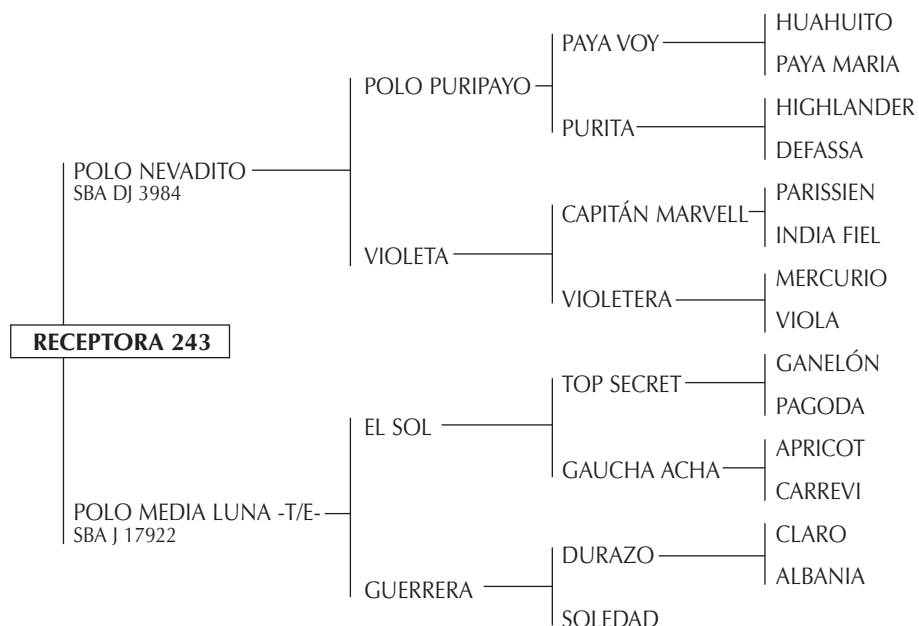 HUAHUITO
PAYA VOY
PAYA MARIA
POLO PURIPAYO
HIGHLANDER
PURITA
DEFASSA
POLO NEVADITO
SBA DJ 3984
PARISSIEN
CAPITÁN MARVELL
INDIA FIEL
VIOLETA
MERCURIO
VIOLETERA
VIOLA
RECEPTORA 243
GANELÓN
TOP SECRET
PAGODA
EL SOL
APRICOT
GAUCHA ACHA
CARREVI
POLO MEDIA LUNA -T/E-
SBA J 17922
CLARO
DURAZO
ALBANIA
GUERRERA
SOLEDAD